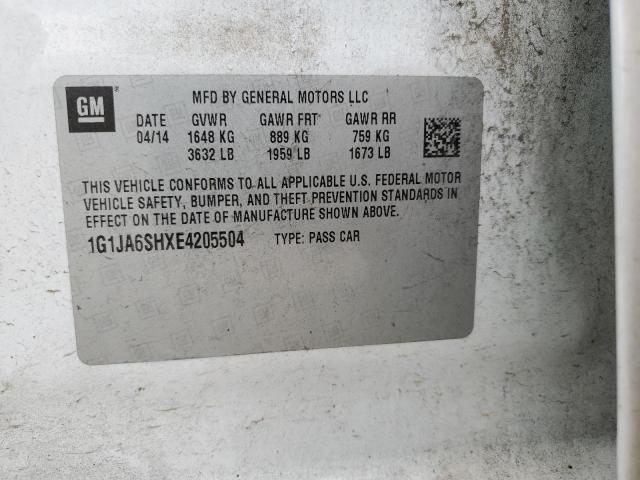 GM
MFD BY GENERAL MOTORS LLC
DATE GVWR GAWR FRT GAWR RR
04/14 1648 KG 889 KG 759 KG
3632 LB 1959 LB 1673 LB
THIS VEHICLE CONFORMS TO ALL APPLICABLE U.S. FEDERAL MOTOR
VEHICLE SAFETY, BUMPER, AND THEFT PREVENTION STANDARDS IN
EFFECT ON THE DATE OF MANUFACTURE SHOWN ABOVE.
1G1JA6SHXE4205504 TYPE: PASS CAR